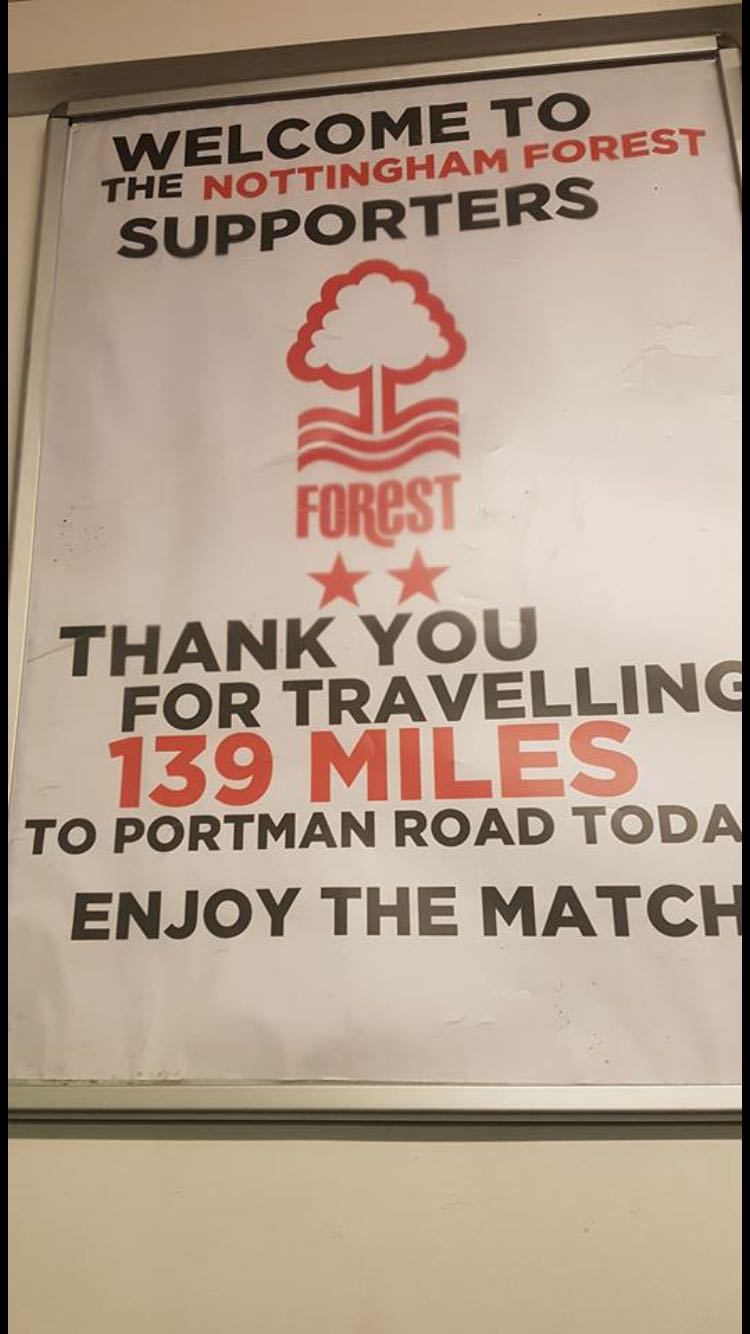 WELCOME TO
THE NOTTINGHAM FOREST
SUPPORTERS
FOREST
THANK YOU
FOR TRAVELLING
139 MILES
TO PORTMAN ROAD TODA
ENJOY THE MATCH